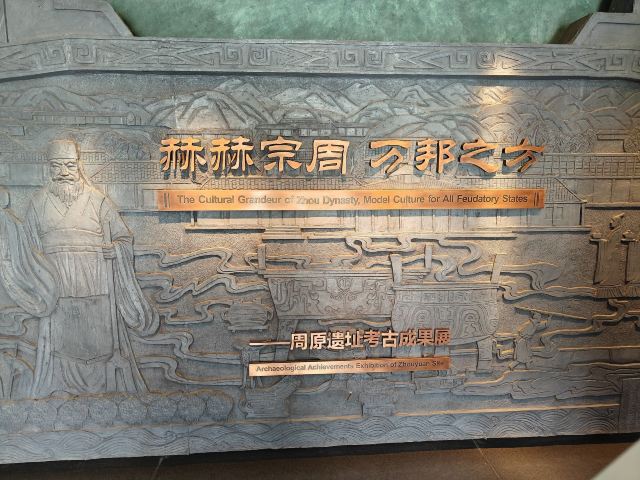 赫赫宗周 万邦之方
The Cultural Grandeur of Zhou Dynasty, Model Culture for All Feudatory States
——周原遗址考古成果展
Archaeological Achievements Exhibition of Zhouyuan Site